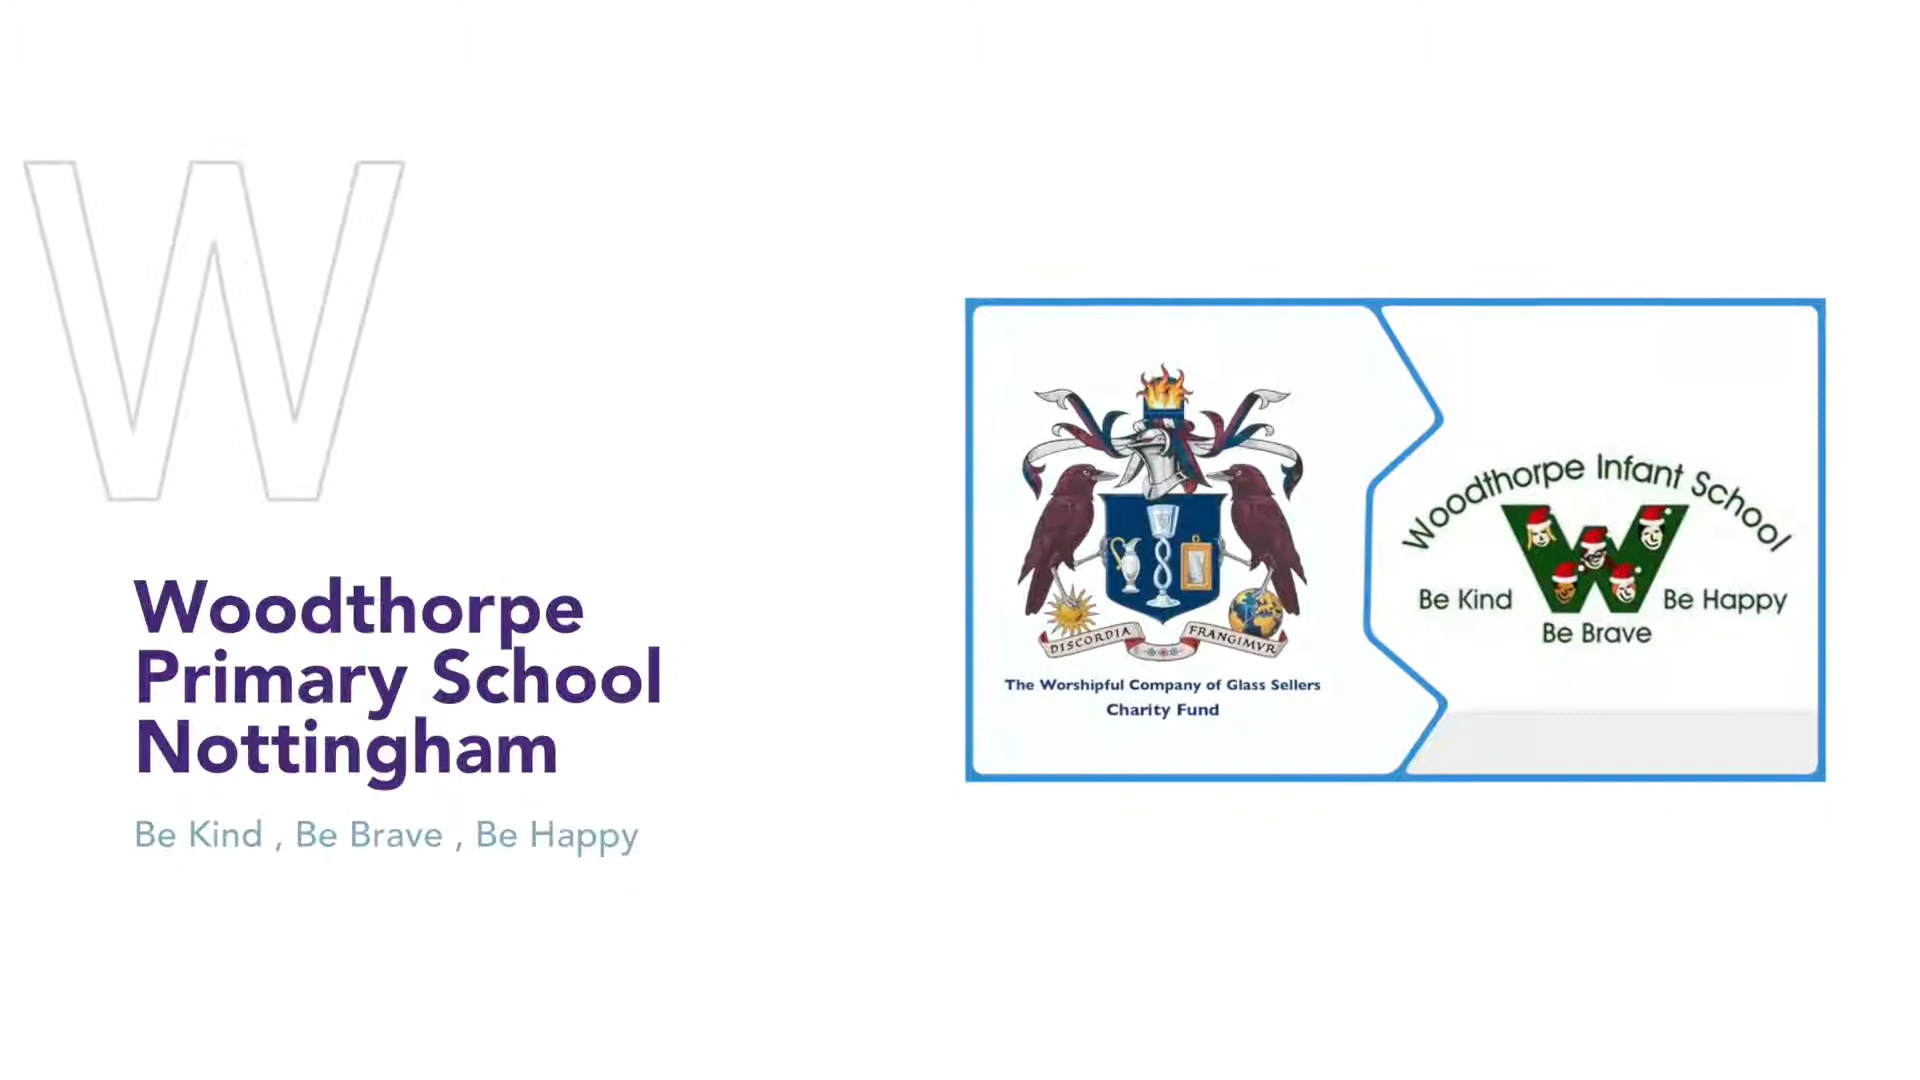 W
Woodthorpe
Primary School
Nottingham
Be Kind , Be Brave , Be Happy
DISCORDIA FRANGIMVR
The Worshipful Company of Glass Sellers
Charity Fund
Woodthorpe Infant School
W
Be Kind Be Happy
Be Brave